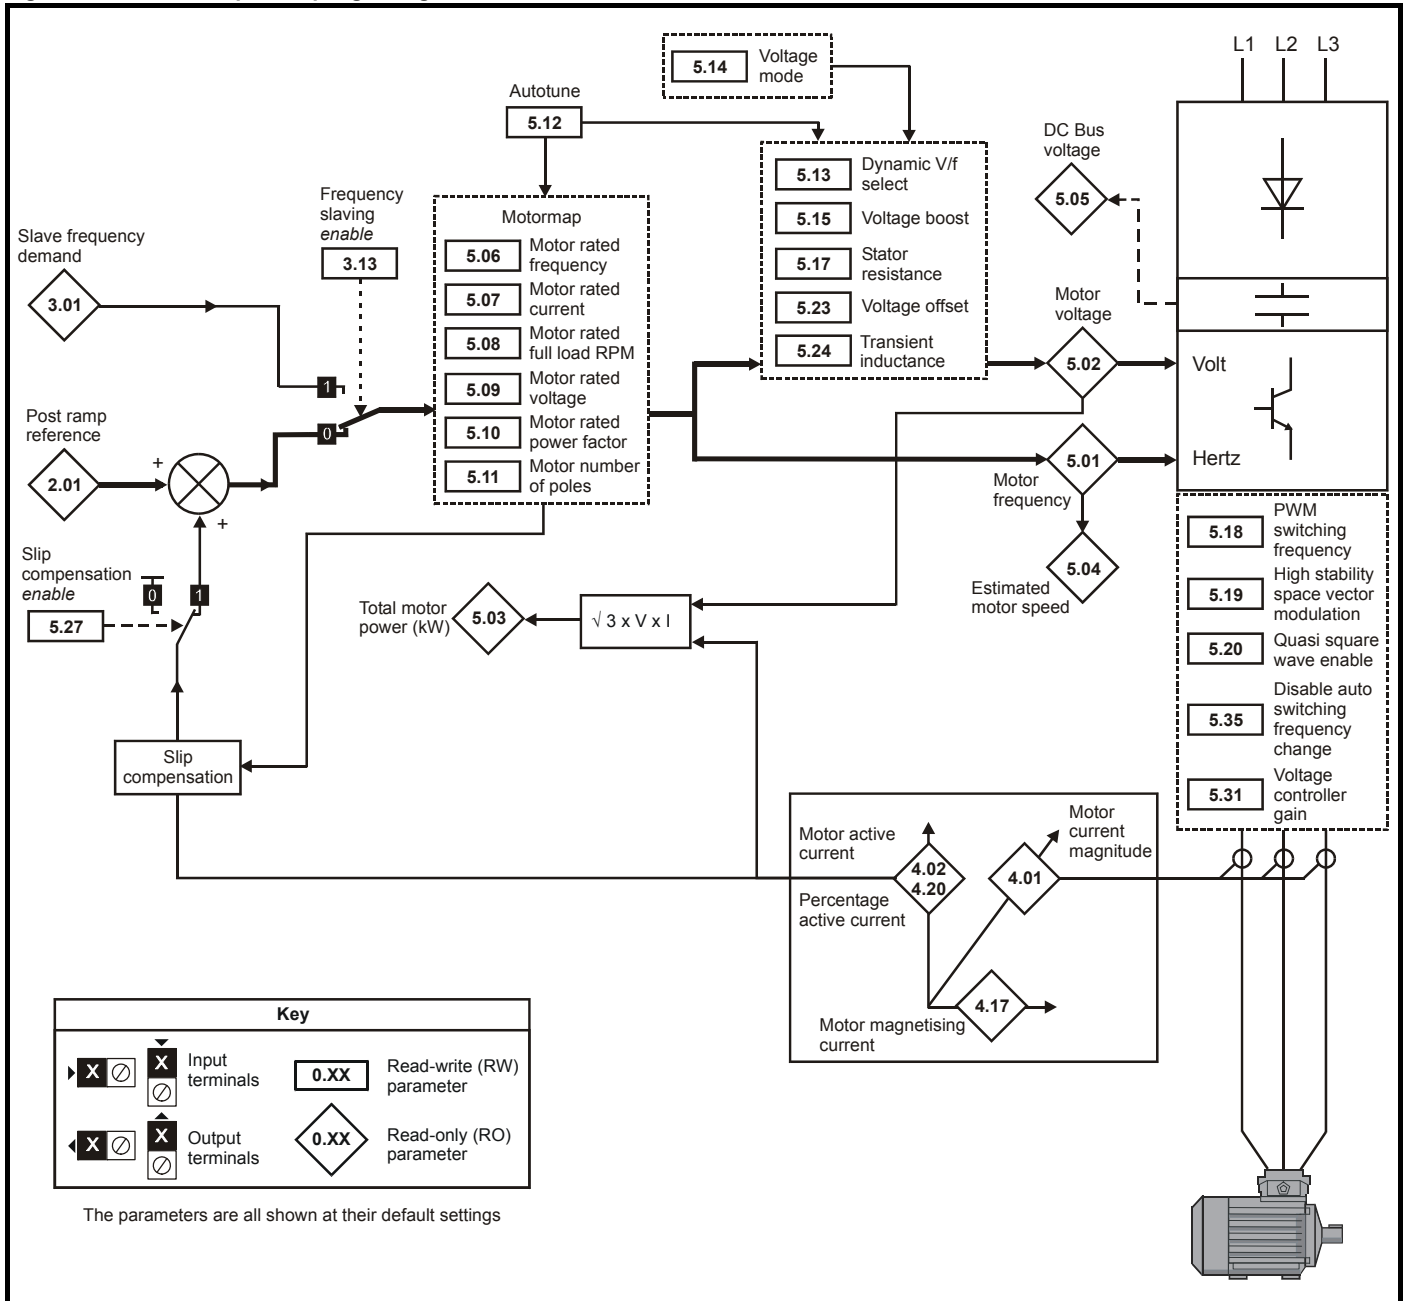 L1 L2 L3
5.14
Voltage
mode
Autotune
5.12
DC Bus
voltage
5.05
Frequency
slaving
enable
3.13
Slave frequency
demand
3.01
1
0
Post ramp
reference
2.01
+
+
Motormap
5.06
Motor rated
frequency
5.07
Motor rated
current
5.08
Motor rated
full load RPM
5.09
Motor rated
voltage
5.10
Motor rated
power factor
5.11
Motor number
of poles
5.13
Dynamic V/f
select
5.15
Voltage boost
5.17
Stator
resistance
5.23
Voltage offset
5.24
Transient
inductance
Motor
voltage
5.02
Volt
Hertz
5.01
Motor
frequency
5.04
Estimated
motor speed
Slip
compensation
enable
5.27
0
1
Total motor
power (kW)
5.03
√ 3 x V x I
5.18
PWM
switching
frequency
5.19
High stability
space vector
modulation
5.20
Quasi square
wave enable
5.35
Disable auto
switching
frequency
change
5.31
Voltage
controller
gain
Slip
compensation
Motor active
current
4.02
4.20
Percentage
active current
Motor
current
magnitude
4.01
4.17
Motor magnetising
current
Key
X
X
Input
terminals
0.XX
Read-write (RW)
parameter
X
X
Output
terminals
0.XX
Read-only (RO)
parameter
The parameters are all shown at their default settings